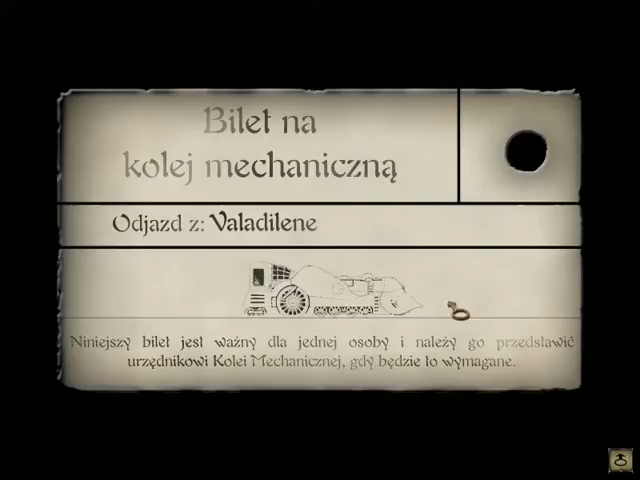 Bilet na
kolej mechaniczną
Odjazd z: Valadilene
Niniejszy bilet jest ważny dla jednej osoby i należy go przedstawić
urzędnikowi Kolei Mechanicznej, gdy będzie to wymagane.